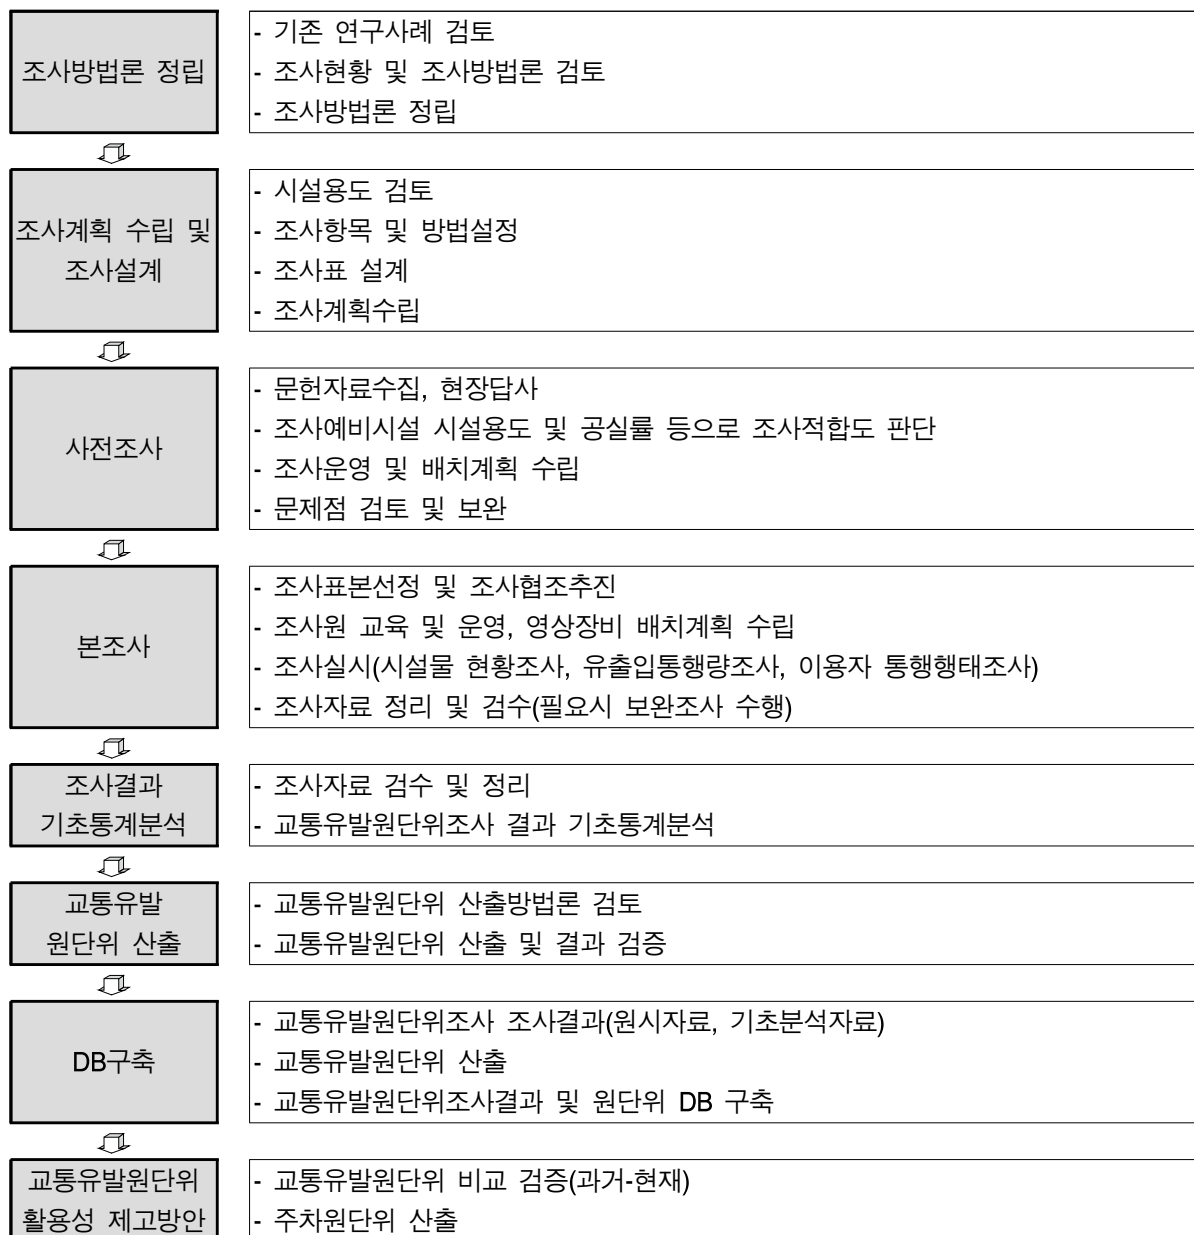 조사방법론 정립
- 기존 연구사례 검토
- 조사현황 및 조사방법론 검토
- 조사방법론 정립
조사계획 수립 및
조사설계
- 시설용도 검토
- 조사항목 및 방법설정
- 조사표 설계
- 조사계획수립
사전조사
- 문헌자료수집, 현장답사
- 조사예비시설 시설용도 및 공실률 등으로 조사적합도 판단
- 조사운영 및 배치계획 수립
- 문제점 검토 및 보완
본조사
- 조사표본선정 및 조사협조추진
- 조사원 교육 및 운영, 영상장비 배치계획 수립
- 조사실시(시설물 현황조사, 유출입통행량조사, 이용자 통행행태조사)
- 조사자료 정리 및 검수(필요시 보완조사 수행)
조사결과
기초통계분석
- 조사자료 검수 및 정리
- 교통유발원단위조사 결과 기초통계분석
교통유발
원단위 산출
- 교통유발원단위 산출방법론 검토
- 교통유발원단위 산출 및 결과 검증
DB구축
- 교통유발원단위조사 조사결과(원시자료, 기초분석자료)
- 교통유발원단위 산출
- 교통유발원단위조사결과 및 원단위 DB 구축
교통유발원단위
활용성 제고방안
- 교통유발원단위 비교 검증(과거-현재)
- 주차원단위 산출